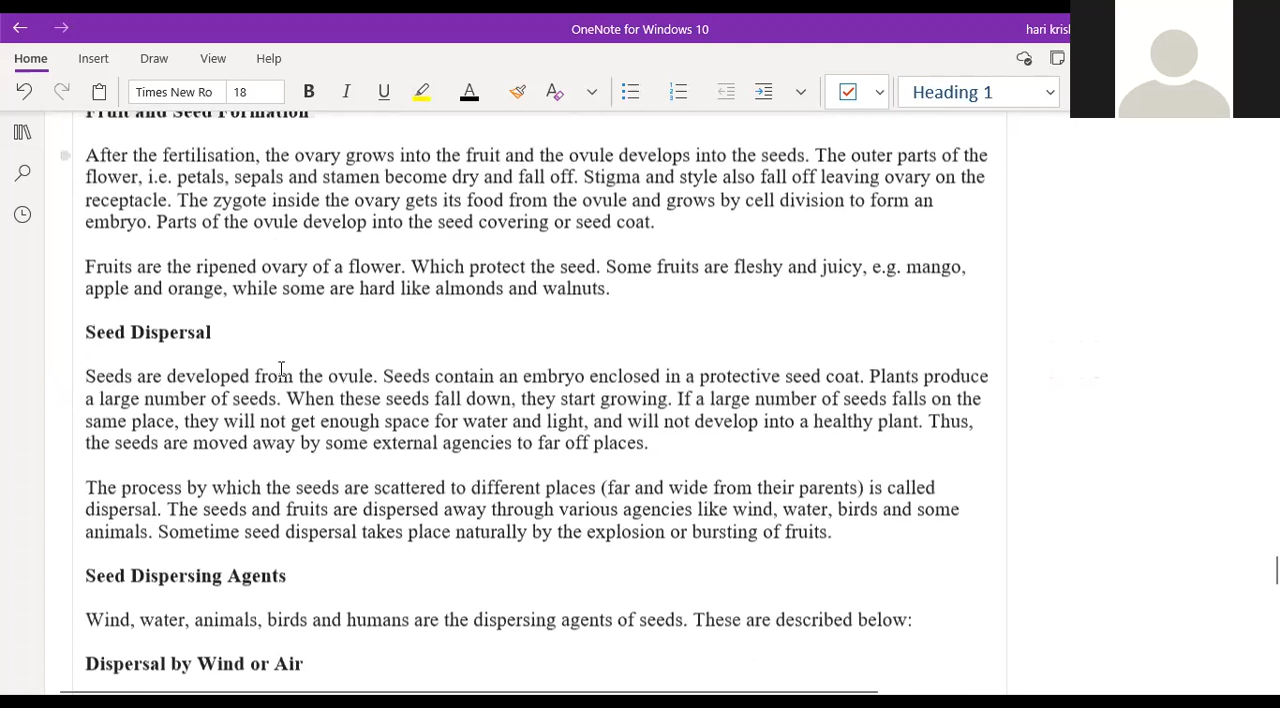 OneNote for Windows 10
hari krish
Home Insert Draw View Help
Times New Ro 18 B I U A A Heading 1
Fruit and Seed Formation
After the fertilisation, the ovary grows into the fruit and the ovule develops into the seeds. The outer parts of the
flower, i.e. petals, sepals and stamen become dry and fall off. Stigma and style also fall off leaving ovary on the
receptacle. The zygote inside the ovary gets its food from the ovule and grows by cell division to form an
embryo. Parts of the ovule develop into the seed covering or seed coat.
Fruits are the ripened ovary of a flower. Which protect the seed. Some fruits are fleshy and juicy, e.g. mango,
apple and orange, while some are hard like almonds and walnuts.
Seed Dispersal
Seeds are developed from the ovule. Seeds contain an embryo enclosed in a protective seed coat. Plants produce
a large number of seeds. When these seeds fall down, they start growing. If a large number of seeds falls on the
same place, they will not get enough space for water and light, and will not develop into a healthy plant. Thus,
the seeds are moved away by some external agencies to far off places.
The process by which the seeds are scattered to different places (far and wide from their parents) is called
dispersal. The seeds and fruits are dispersed away through various agencies like wind, water, birds and some
animals. Sometime seed dispersal takes place naturally by the explosion or bursting of fruits.
Seed Dispersing Agents
Wind, water, animals, birds and humans are the dispersing agents of seeds. These are described below:
Dispersal by Wind or Air